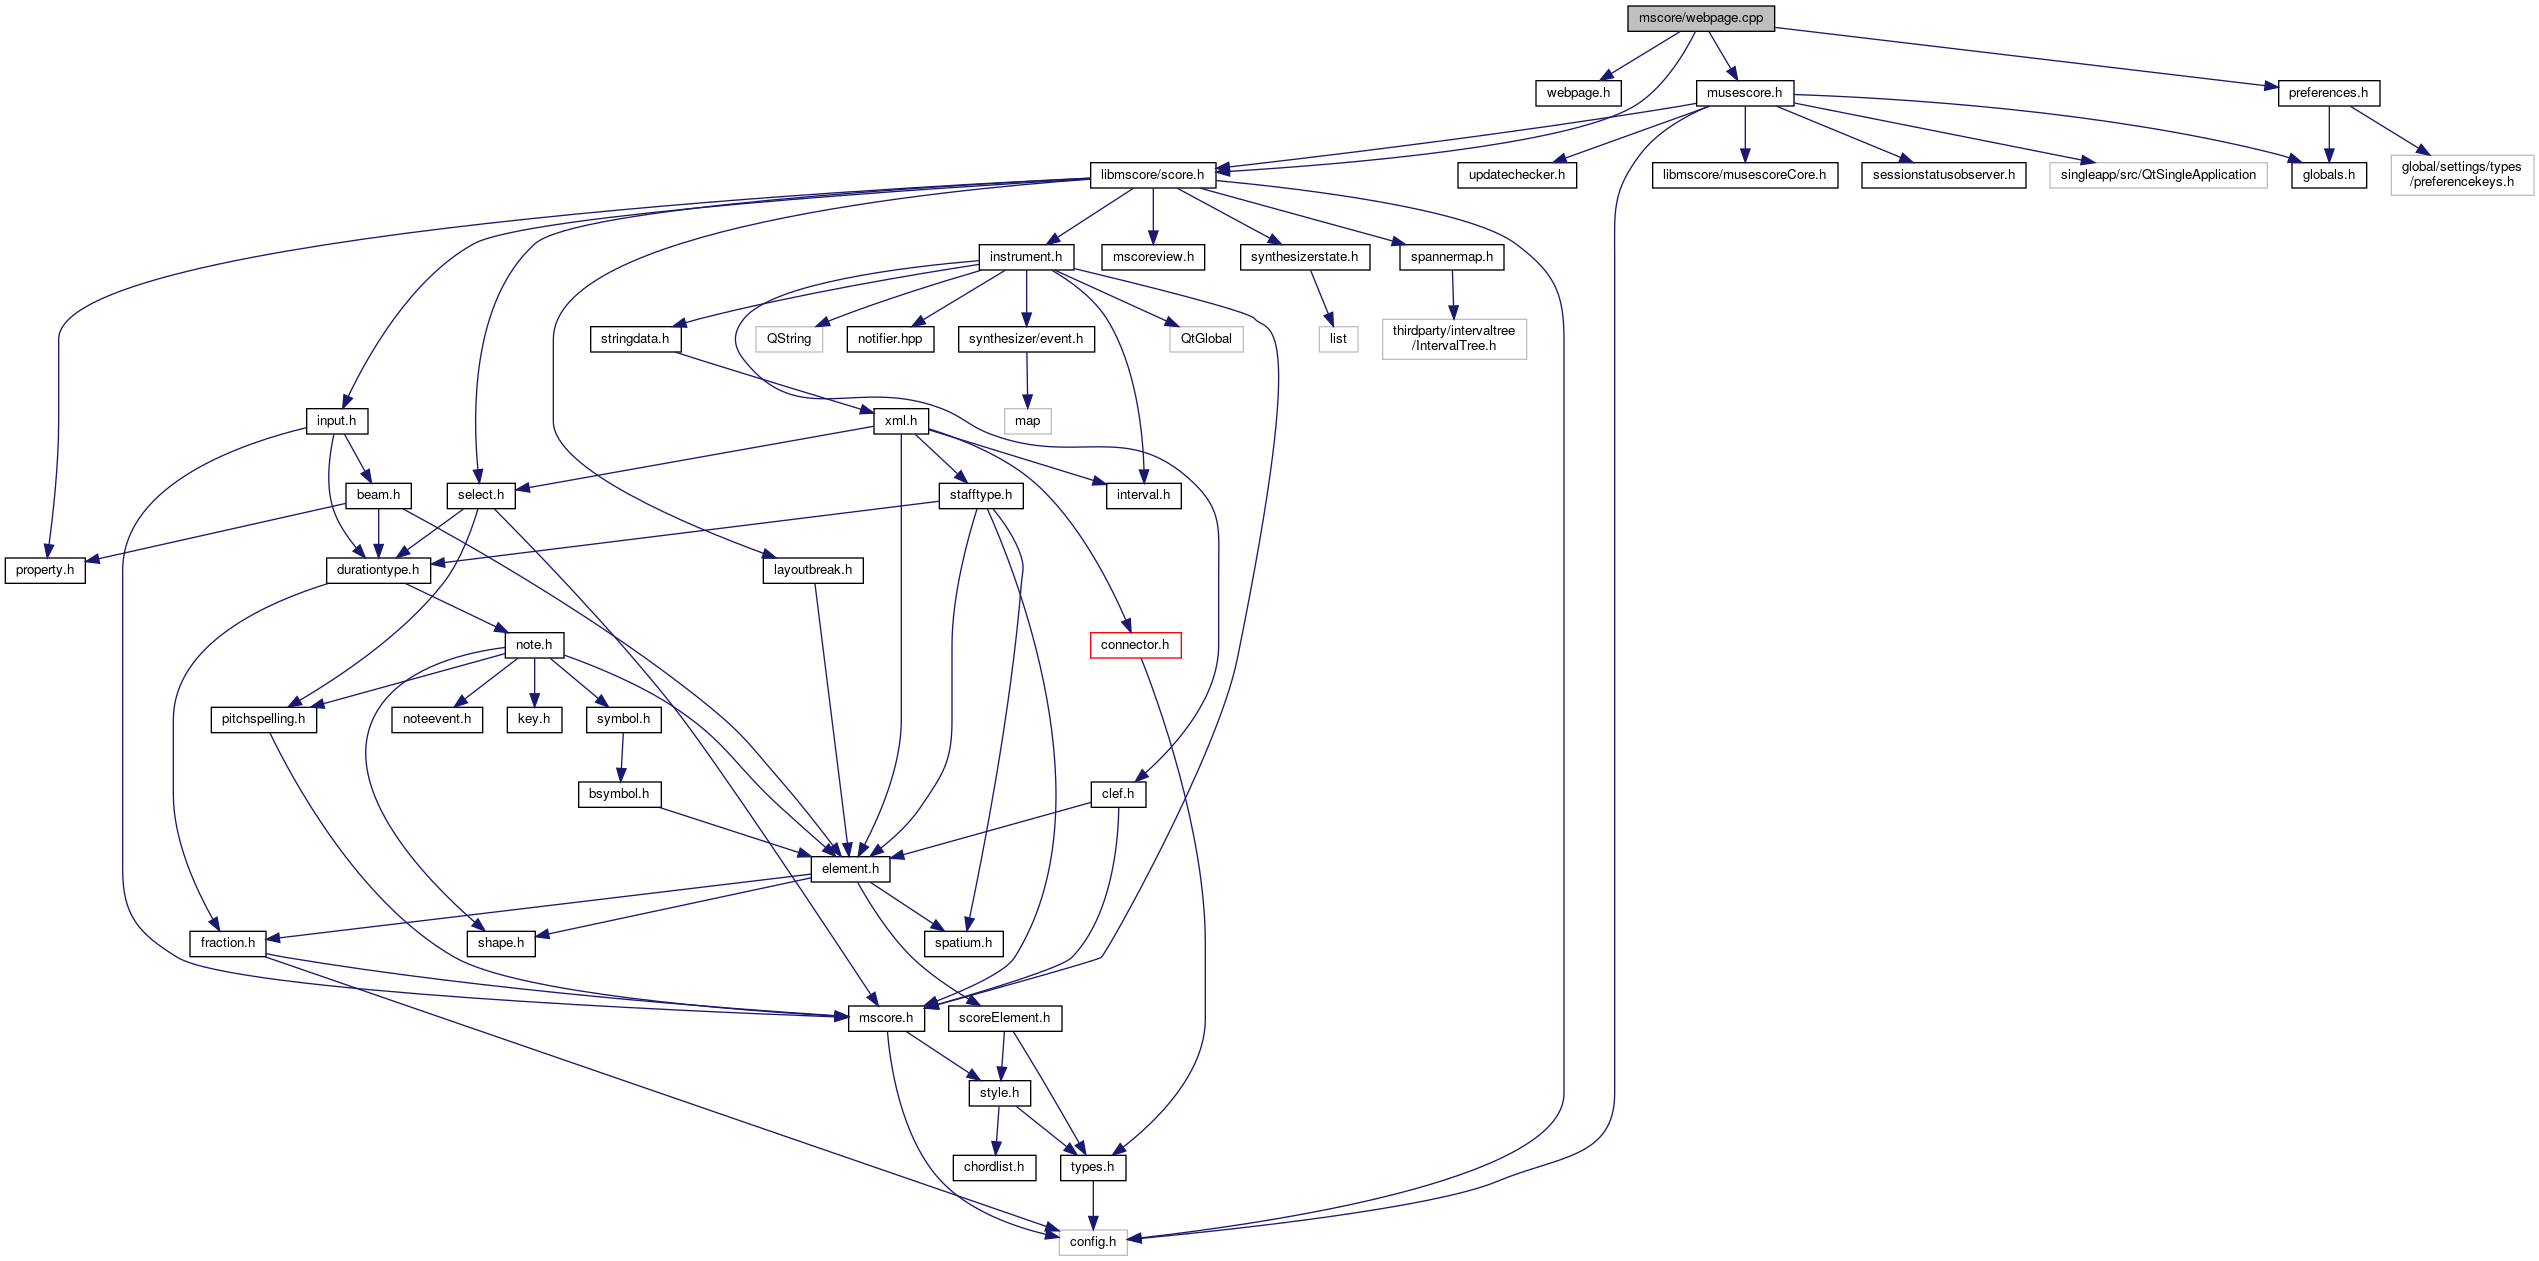 mscore/webpage.cpp
webpage.h
musescore.h
preferences.h
libmscore/score.h
updatechecker.h
libmscore/musescoreCore.h
sessionstatusobserver.h
singleapp/src/QtSingleApplication
globals.h
global/settings/types
/preferencekeys.h
instrument.h
mscoreview.h
synthesizerstate.h
spannermap.h
stringdata.h
QString
notifier.hpp
synthesizer/event.h
QtGlobal
list
thirdparty/intervaltree
/IntervalTree.h
input.h
xml.h
map
beam.h
select.h
stafftype.h
interval.h
property.h
durationtype.h
layoutbreak.h
note.h
connector.h
pitchspelling.h
noteevent.h
key.h
symbol.h
bsymbol.h
clef.h
element.h
fraction.h
shape.h
spatium.h
mscore.h
scoreElement.h
style.h
chordlist.h
types.h
config.h